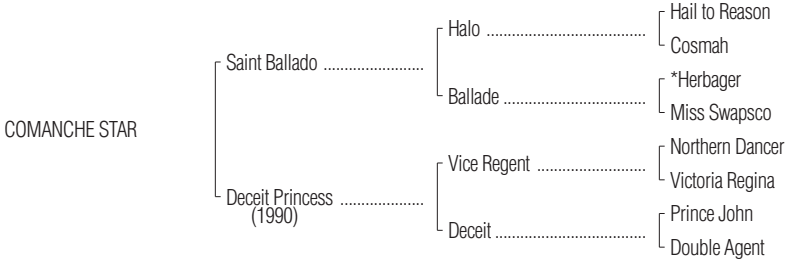 Hail to Reason
Halo ......................................
Cosmah
Saint Ballado ........................
*Herbager
Ballade ..................................
Miss Swapsco
COMANCHE STAR
Northern Dancer
Vice Regent ..........................
Victoria Regina
Deceit Princess ....................
(1990)
Prince John
Deceit ....................................
Double Agent